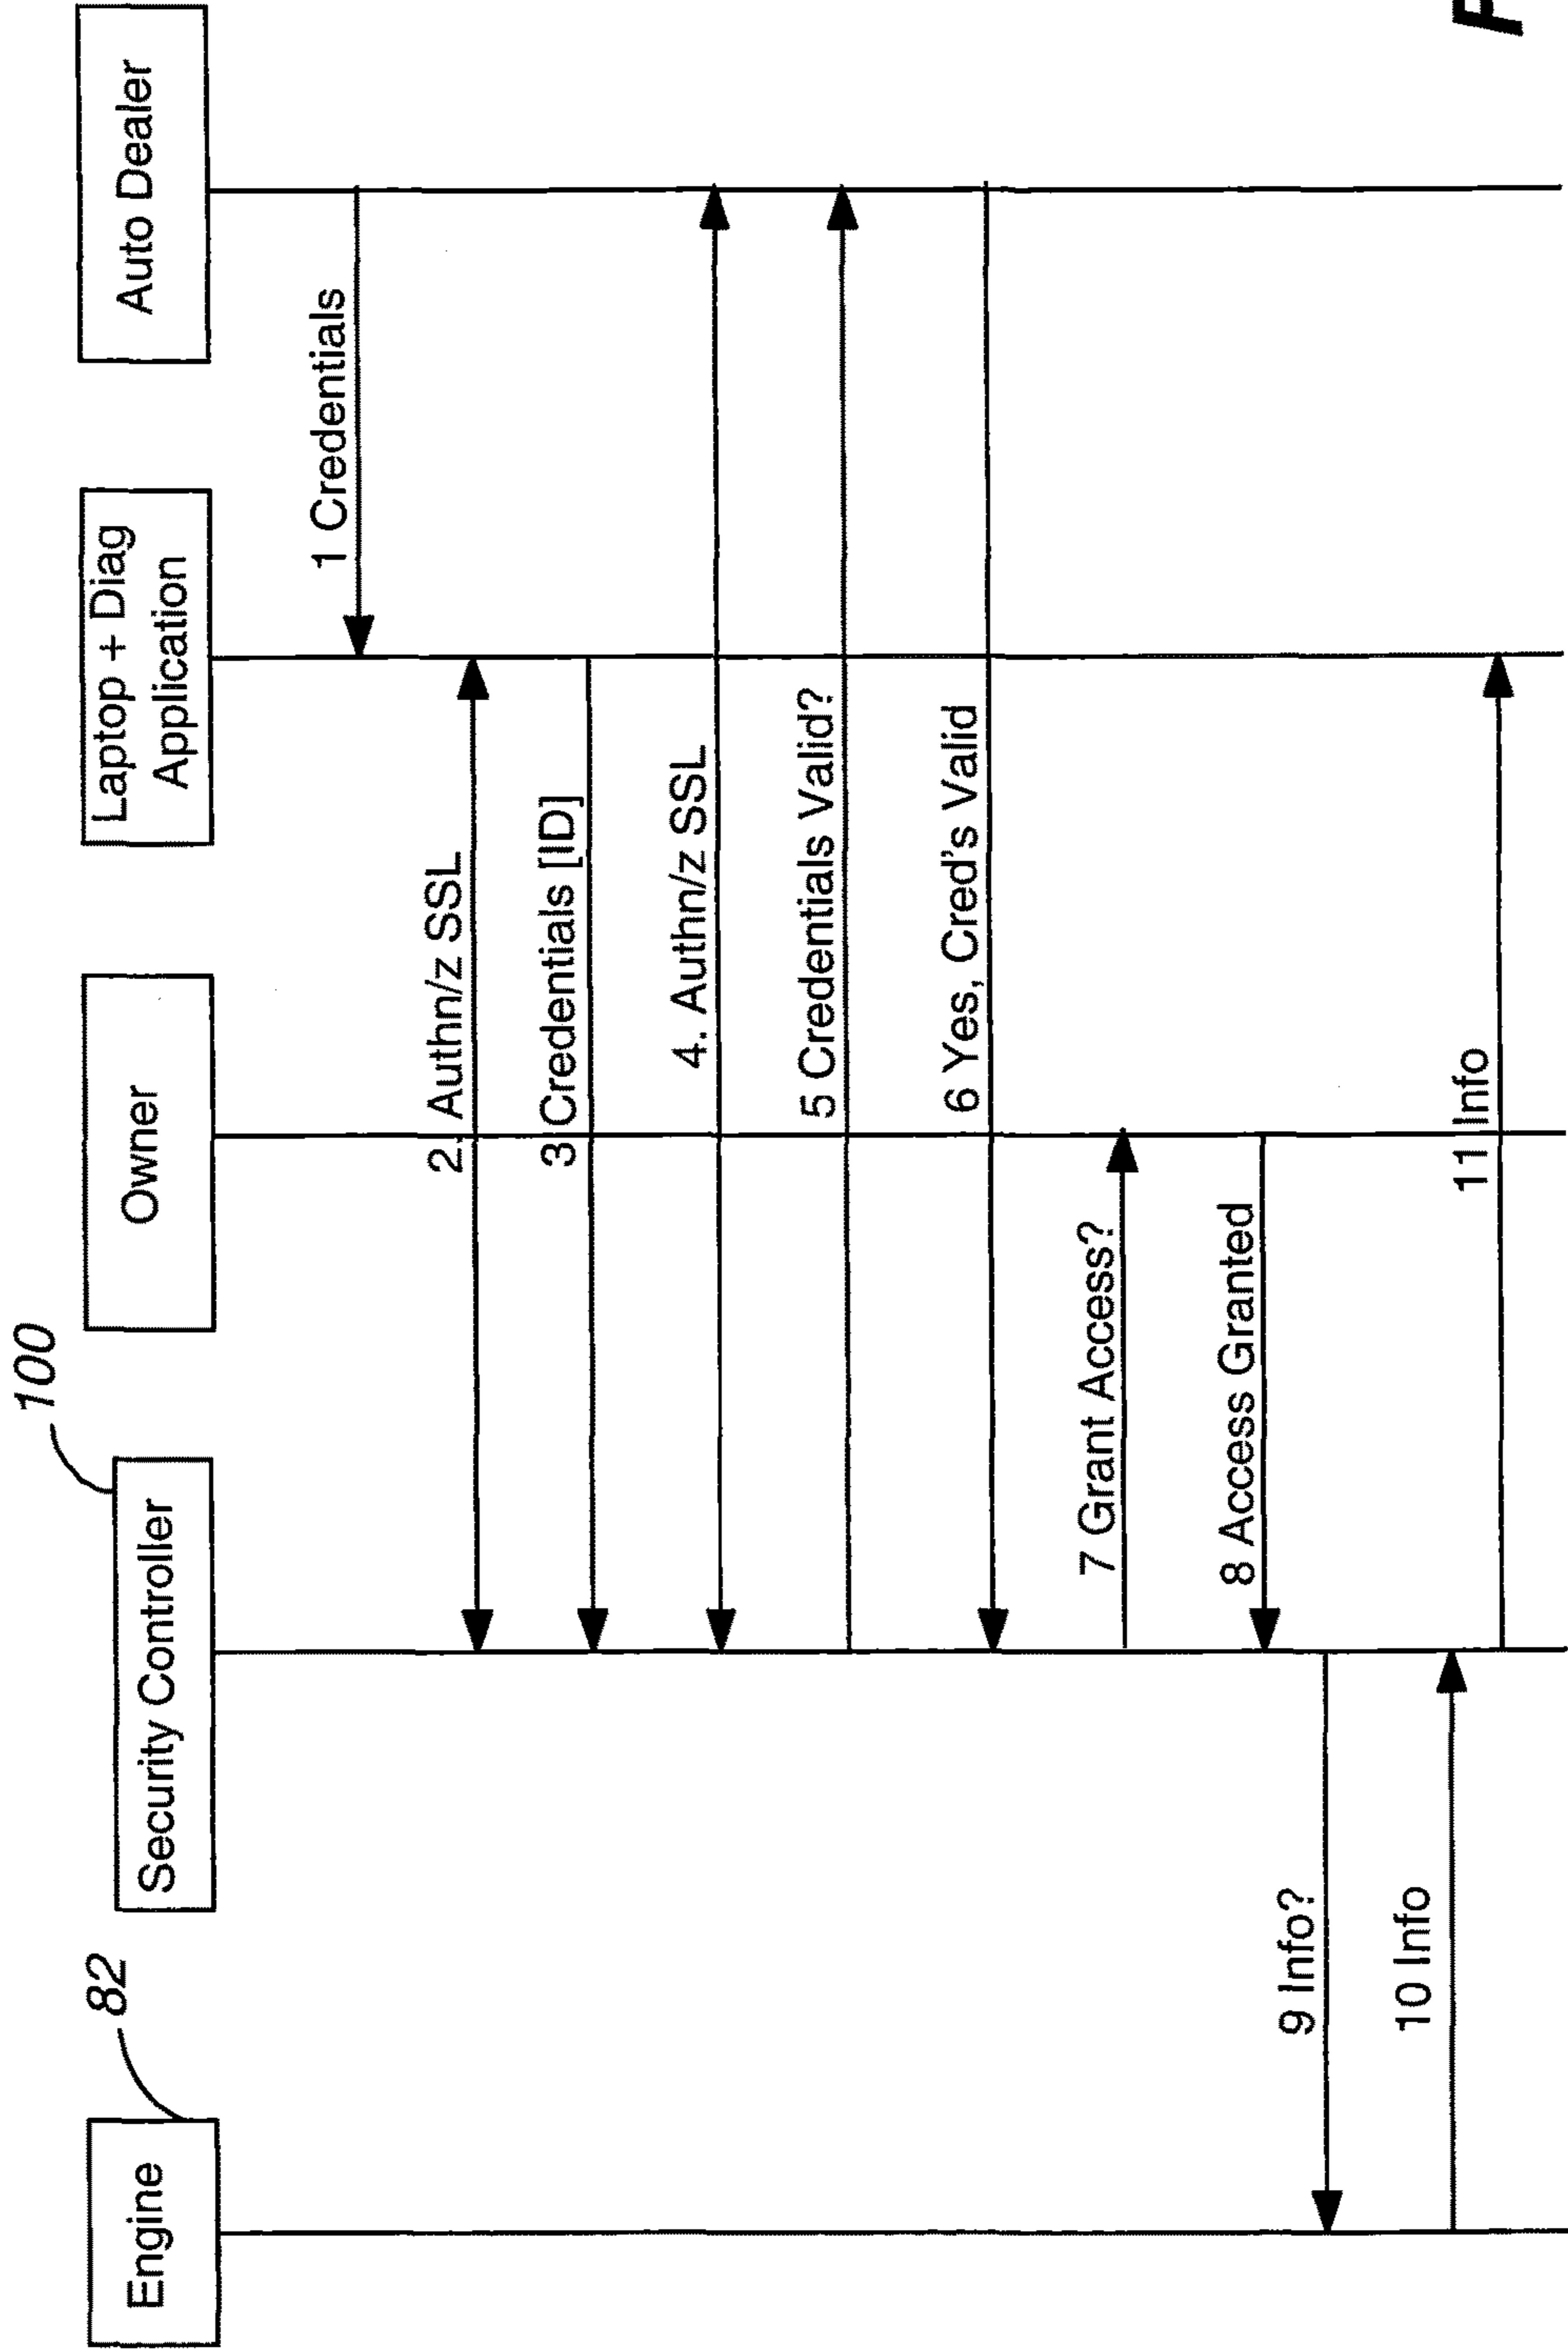 Engine
82
Security Controller
100
Owner
Laptop + Diag
Application
Auto Dealer
1 Credentials
2. Authn/z SSL
3 Credentials [ID]
4. Authn/z SSL
5 Credentials Valid?
6 Yes, Cred's Valid
7 Grant Access?
8 Access Granted
9 Info?
10 Info
11 Info